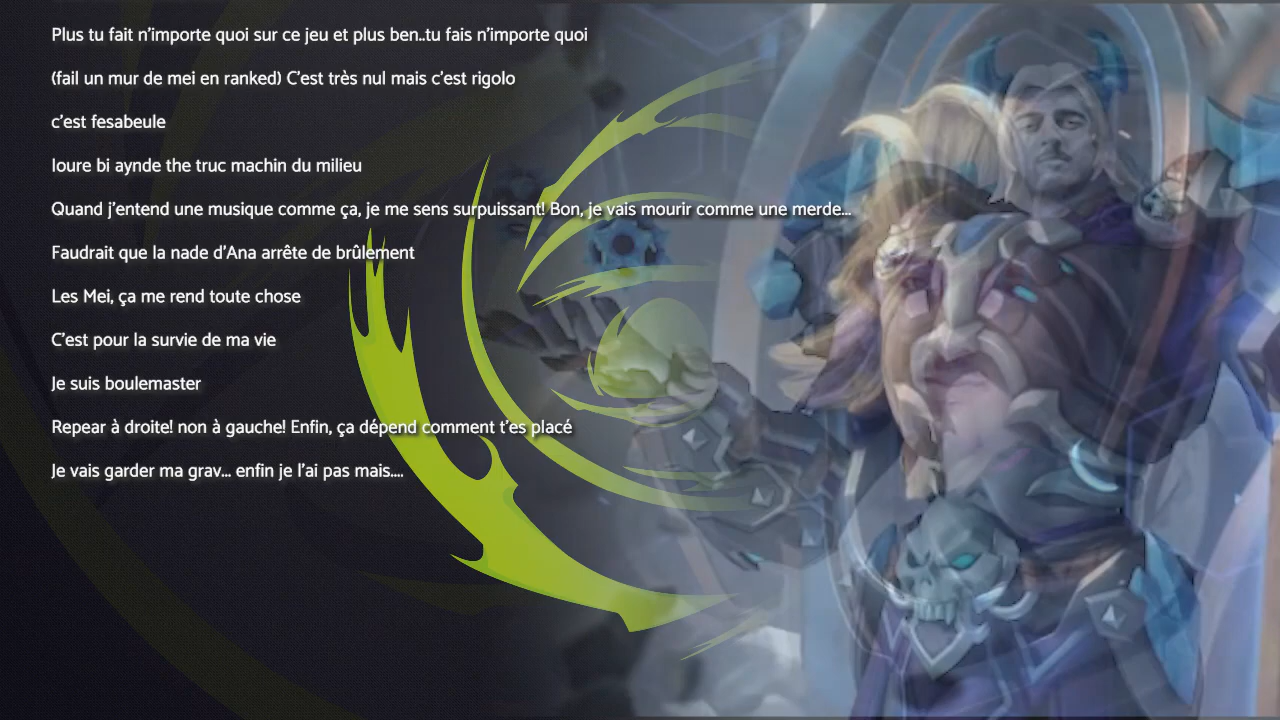 Plus tu fait n'importe quoi sur ce jeu et plus ben..tu fais n'importe quoi
(fail un mur de mei en ranked) C'est très nul mais c'est rigolo
c'est fesabeule
loure bi aynde the truc machin du milieu
Quand j'entend une musique comme ça, je me sens surpuissant! Bon, je vais mourir comme une merde...
Faudrait que la nade d'Ana arrête de brûlement
Les Mei, ça me rend toute chose
C'est pour la survie de ma vie
Je suis boulemaster
Repear à droite! non à gauche! Enfin, ça dépend comment t'es placé
Je vais garder ma grav... enfin je l'ai pas mais....